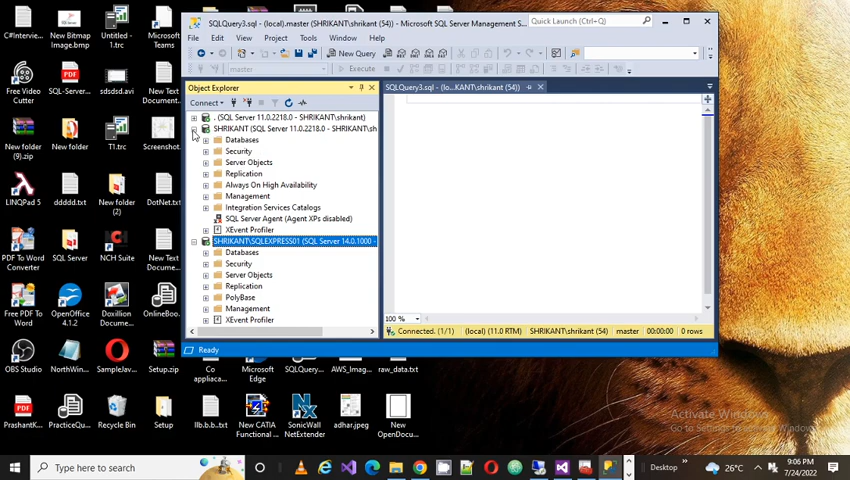 SQLQuery3.sql - (local).master (SHRIKANT\shrikant (54)) - Microsoft SQL Server Management S...
Quick Launch (Ctrl+Q)
File Edit View Project Tools Window Help
New Query
master
Execute
Object Explorer
Connect
. (SQL Server 11.0.2218.0 - SHRIKANT\shrikant)
SHRIKANT (SQL Server 11.0.2218.0 - SHRIKANT\sh
Databases
Security
Server Objects
Replication
Always On High Availability
Management
Integration Services Catalogs
SQL Server Agent (Agent XPs disabled)
XEvent Profiler
SHRIKANT\SQLEXPRESS01 (SQL Server 14.0.1000 -
Databases
Security
Server Objects
Replication
PolyBase
Management
XEvent Profiler
SQLQuery3.sql - (lo...KANT\shrikant (54))
100 %
Connected. (1/1)
(local) (11.0 RTM)
SHRIKANT\shrikant (54)
master
00:00:00
0 rows
Ready
C#Interview...
New Bitmap Image.bmp
Untitled - 1.trc
Microsoft Teams
Free Video Cutter
SQL-Server...
sdsdsd.avi
New Text Document...
New folder (9).zip
New folder
T1.trc
Screenshot...
LINQPad 5
ddddd.txt
New folder (2)
DotNet.txt
PDF To Word Converter
SQL Server
NCH Suite
New Text Document...
Free PDF To Word
OpenOffice 4.1.2
Doxillion Docume...
OnlineBoo...
OBS Studio
NorthWin...
SampleJav...
Setup.zip
Co appliaca...
Microsoft Edge
SQLQuery...
AWS_Imag...
raw_data.txt
PrashantK...
PracticeQu...
Recycle Bin
Setup
llb.b.b...txt
New CATIA Functional ...
SonicWall NetExtender
adhar.jpeg
New OpenDocu...
Activate Windows
Go to Settings to activate Windows.
Type here to search
Desktop
26°C
9:06 PM
7/24/2022